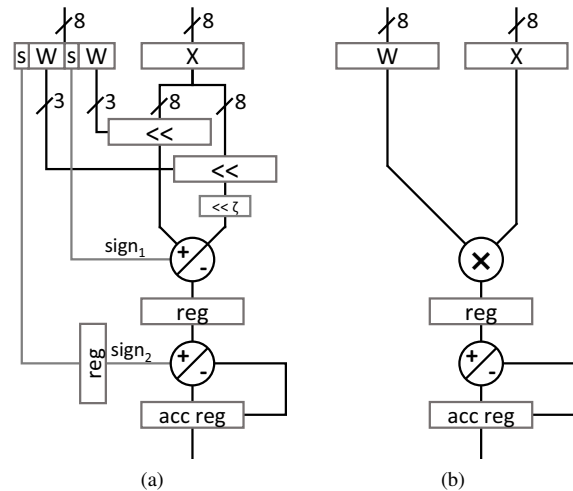 8 8 8 8
s W s W X W X
3 3 8 8
<<
<<
<< ζ
sign₁ + - ×
reg reg
reg sign₂ + - + -
acc reg acc reg
(a) (b)